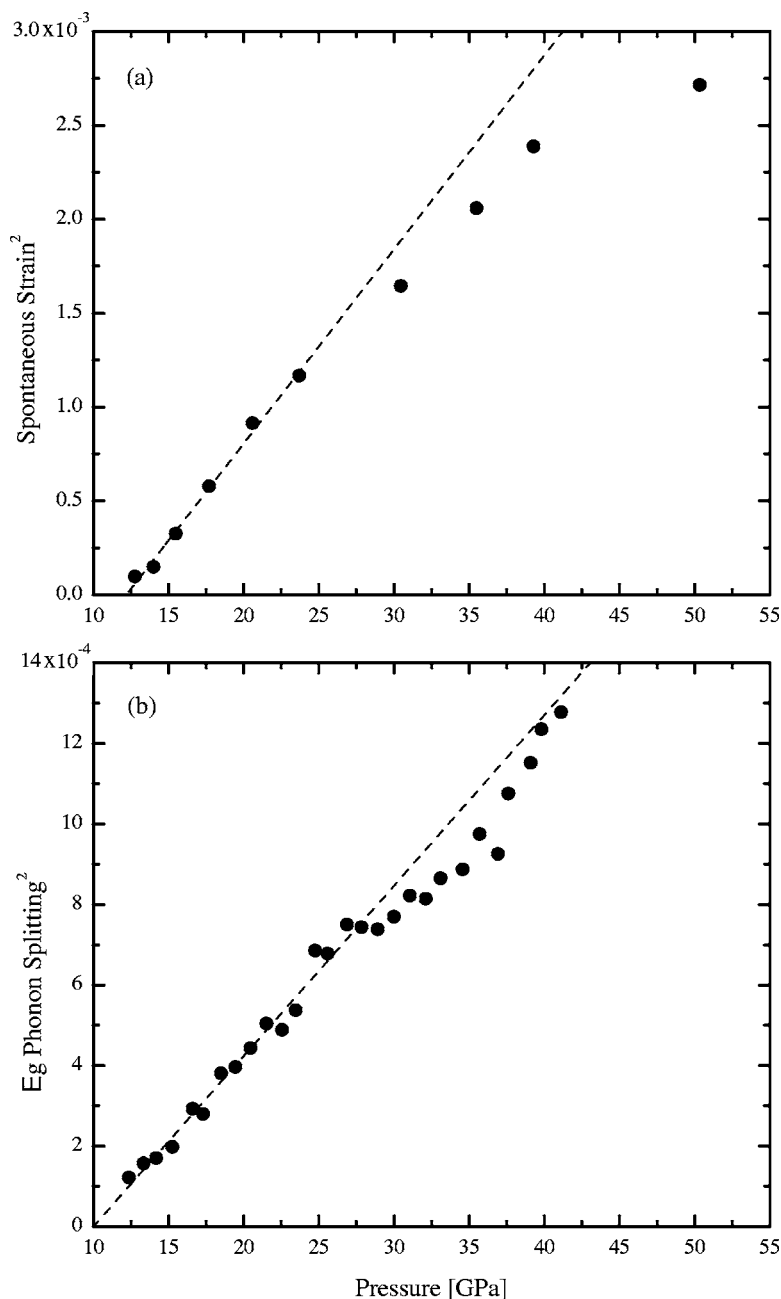 3.0x10⁻³
(a)
2.5
2.0
1.5
1.0
0.5
0.0
10 15 20 25 30 35 40 45 50 55
Spontaneous Strain²
14x10⁻⁴
(b)
12
10
8
6
4
2
0
10 15 20 25 30 35 40 45 50 55
Eg Phonon Splitting²
Pressure [GPa]